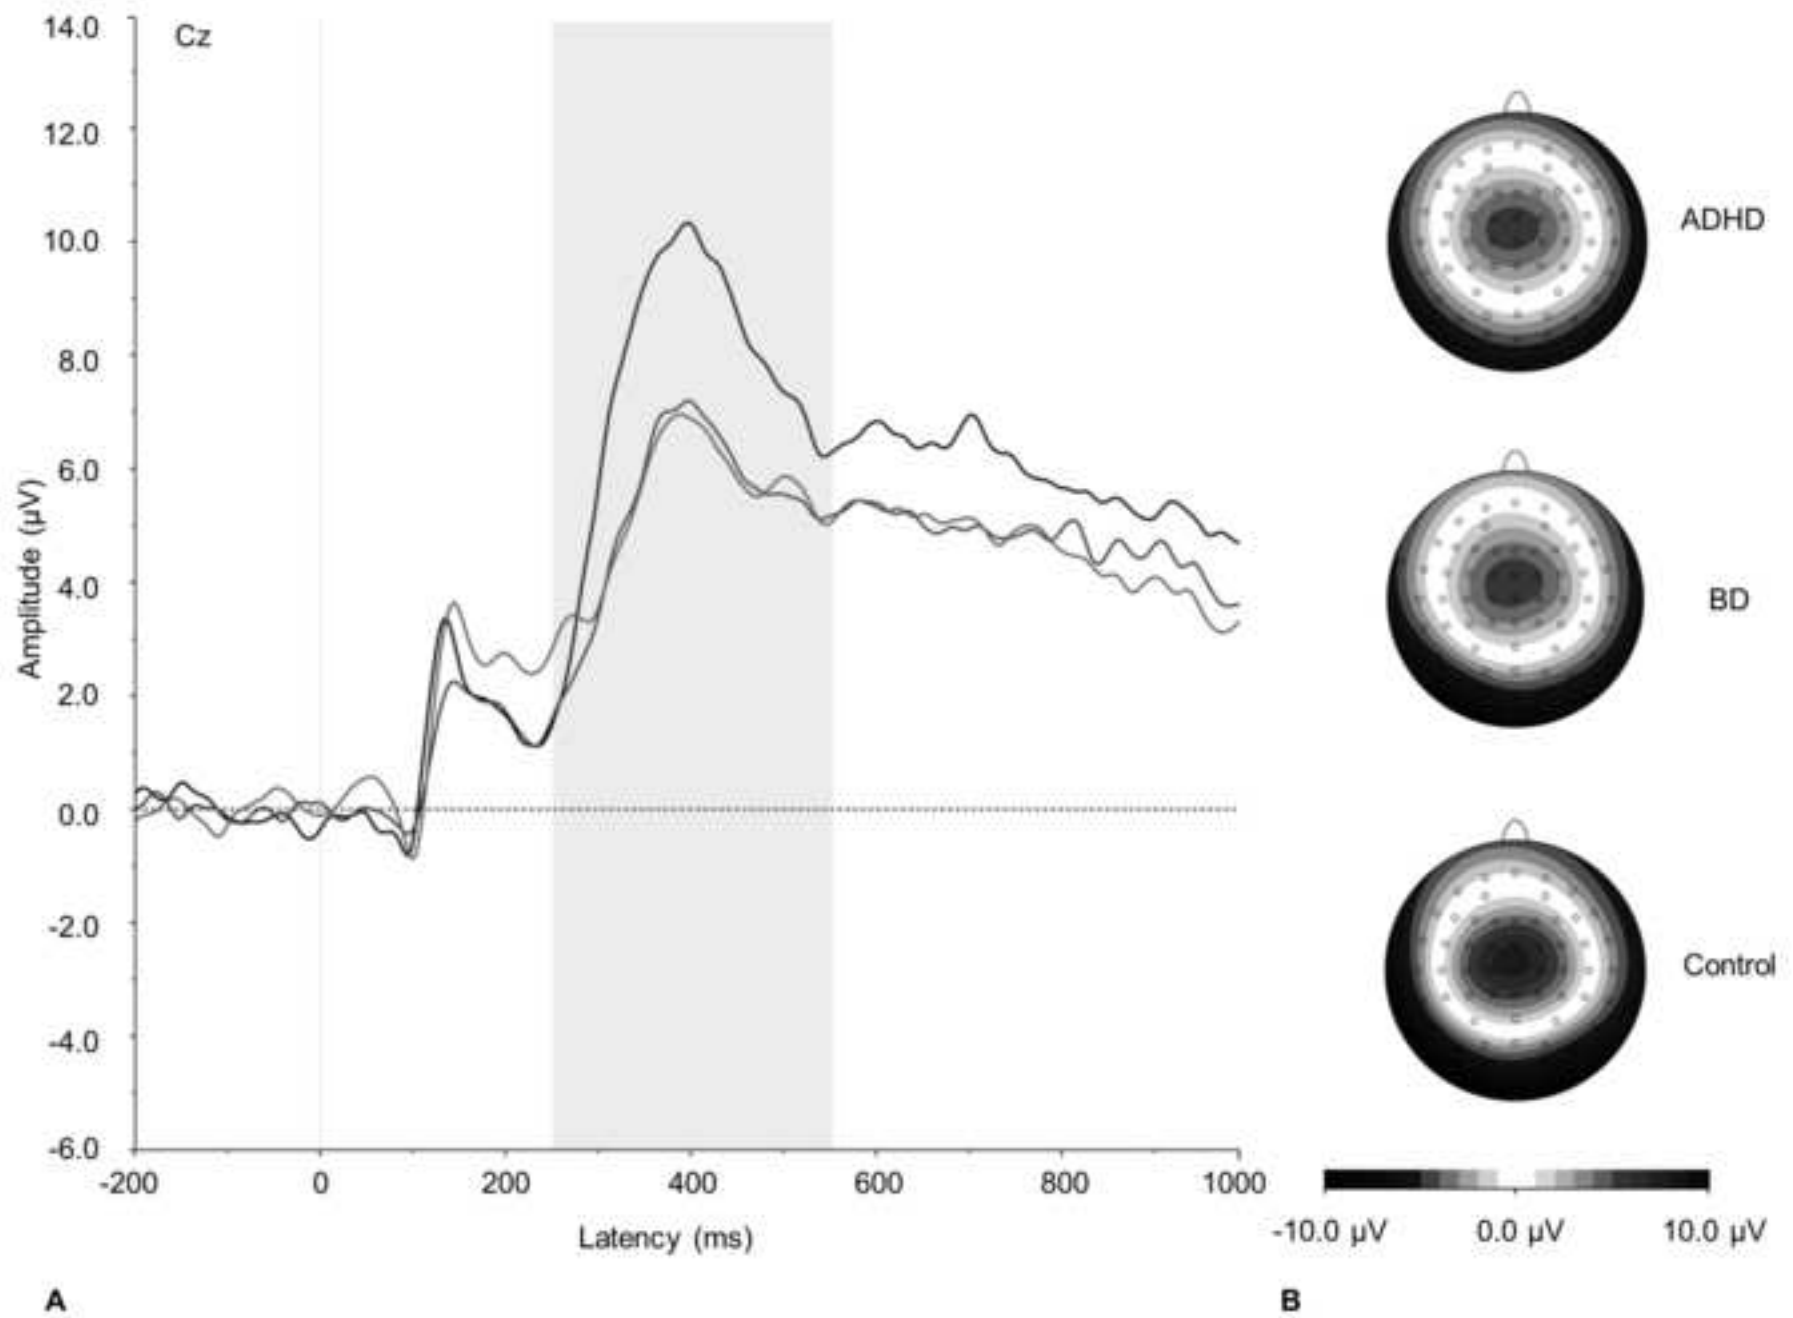 Cz
14.0
12.0
10.0
8.0
6.0
4.0
2.0
0.0
-2.0
-4.0
-6.0
Amplitude (µV)
-200 0 200 400 600 800 1000
Latency (ms)
A
ADHD
BD
Control
-10.0 µV 0.0 µV 10.0 µV
B